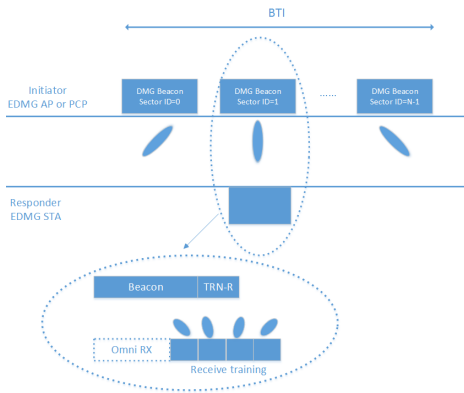 BTI
Initiator
EDMG AP or PCP
DMG Beacon
Sector ID=0
DMG Beacon
Sector ID=1
......
DMG Beacon
Sector ID=N-1
Responder
EDMG STA
Beacon
TRN-R
Omni RX
Receive training